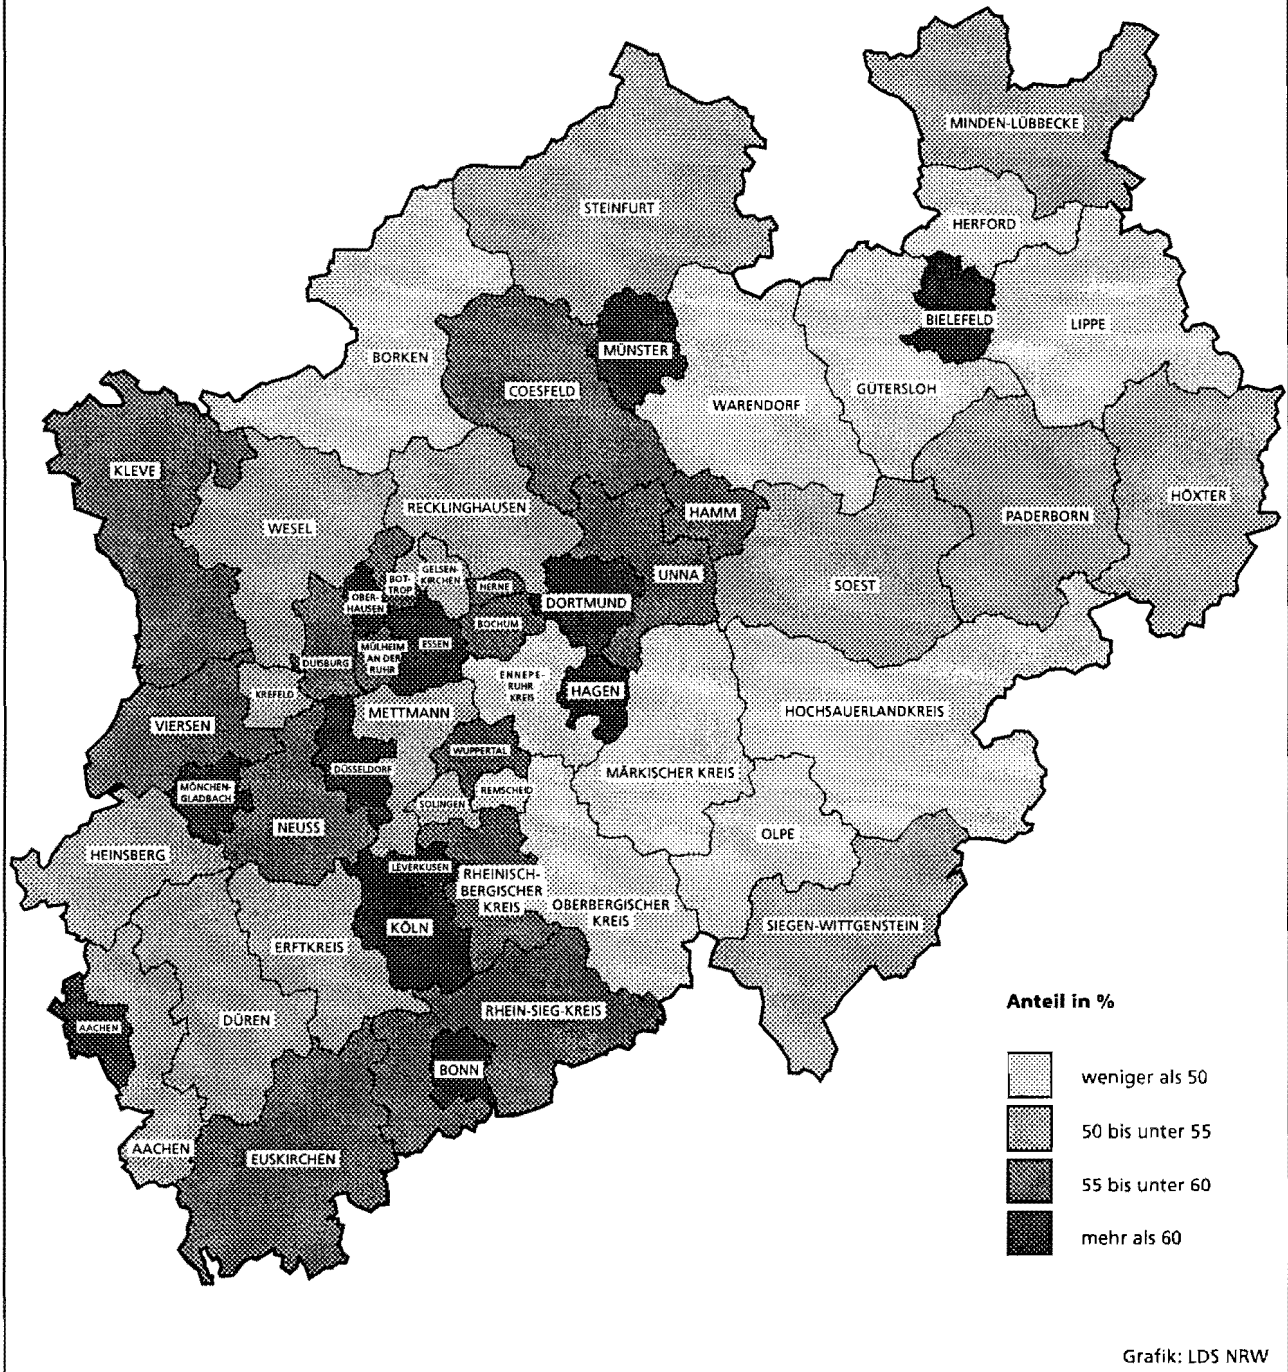 MINDEN-LÜBBECKE
STEINFURT
HERFORD
BIELEFELD
LIPPE
MÜNSTER
BORKEN
COESFELD
GÜTERSLOH
WARENDORF
KLEVE
HÖXTER
RECKLINGHAUSEN
HAMM
PADERBORN
WESEL
GELSEN-
KIRCHEN
UNNA
BOT-
TROP
HERNE
SOEST
OBER-
HAUSEN
DORTMUND
BOCHUM
ESSEN
MÜLHEIM
AN DER
RUHR
DUISBURG
ENNEPE-
RUHR
KREIS
HAGEN
KREFELD
METTMANN
HOCHSAUERLANDKREIS
VIERSEN
WUPPERTAL
DÜSSELDORF
MÄRKISCHER KREIS
MÖNCHEN-
GLADBACH
REMSCHEID
SOLINGEN
NEUSS
OLPE
HEINSBERG
LEVERKUSEN
RHEINISCH-
BERGISCHER
KREIS
OBERBERGISCHER
KREIS
KÖLN
SIEGEN-WITTGENSTEIN
ERFTKREIS
RHEIN-SIEG-KREIS
DÜREN
AACHEN
BONN
AACHEN
EUSKIRCHEN
Anteil in %
weniger als 50
50 bis unter 55
55 bis unter 60
mehr als 60
Grafik: LDS NRW